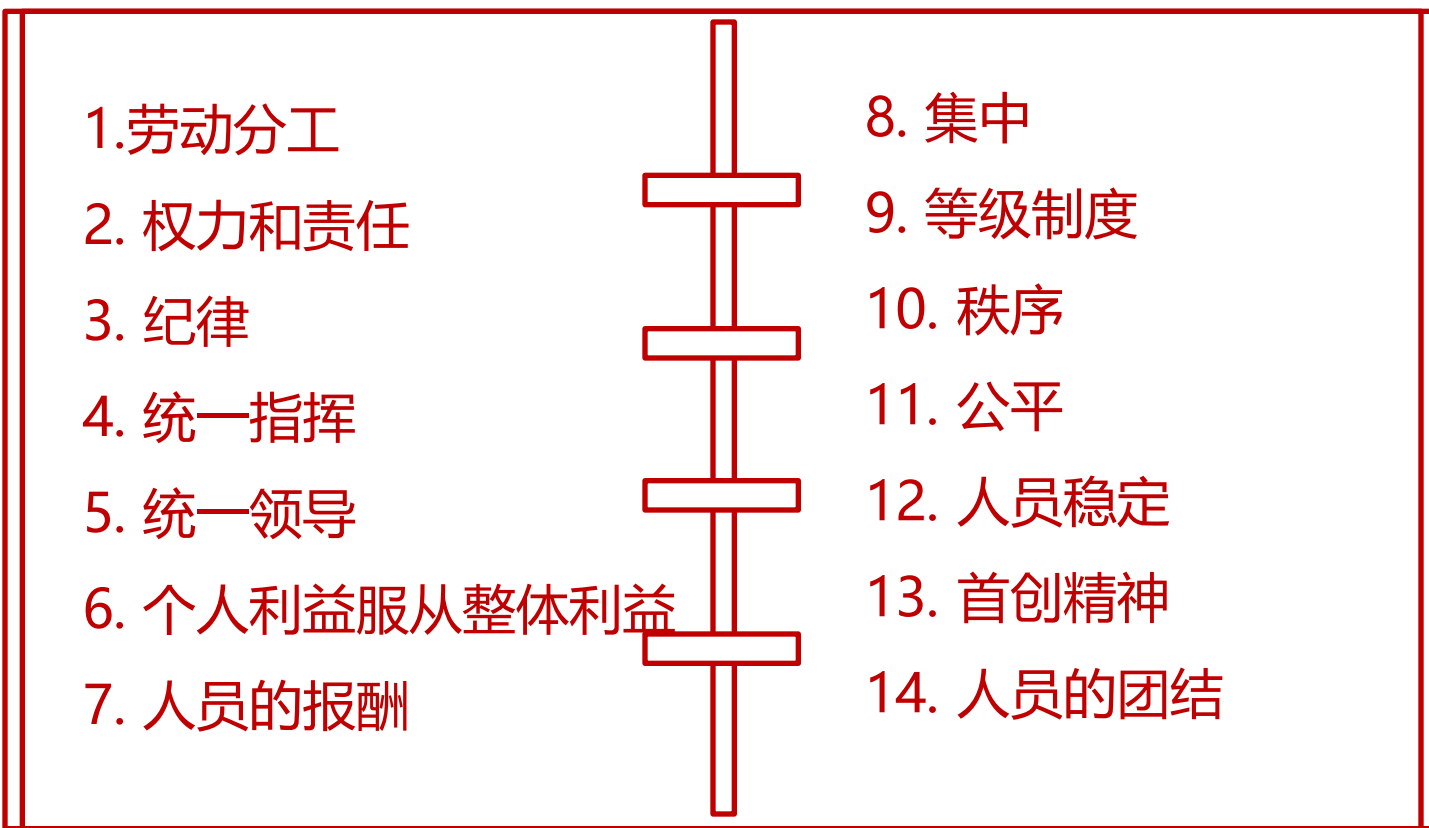 1.劳动分工
2. 权力和责任
3. 纪律
4. 统一指挥
5. 统一领导
6. 个人利益服从整体利益
7. 人员的报酬
8. 集中
9. 等级制度
10. 秩序
11. 公平
12. 人员稳定
13. 首创精神
14. 人员的团结